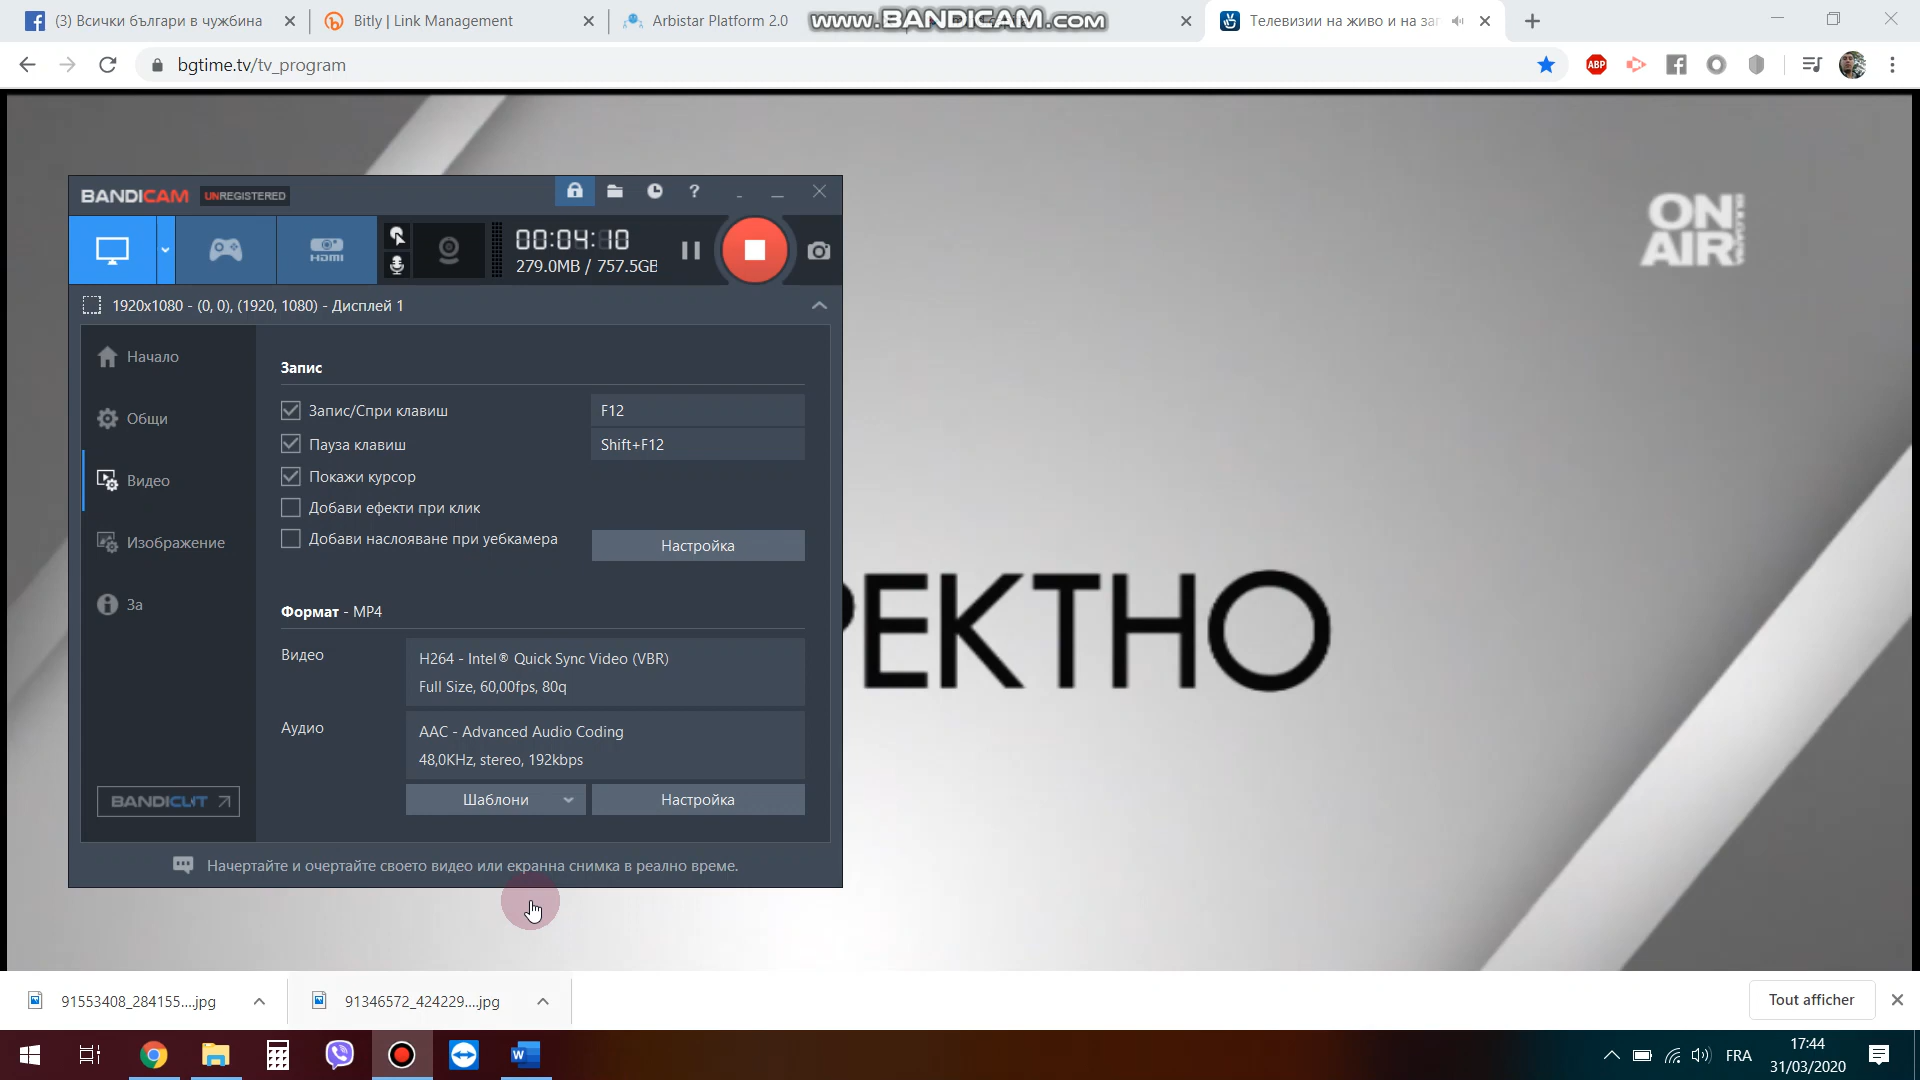 (3) Всички българи в чужбина
Bitly | Link Management
Arbistar Platform 2.0
www.BANDICAM.com
Телевизии на живо и на за
bgtime.tv/tv_program
ABP
BANDICAM UNREGISTERED
?
HDMI
00:04:10
279.0MB / 757.5GB
1920x1080 - (0, 0), (1920, 1080) - Дисплей 1
Начало
Общи
Видео
Изображение
За
BANDICUT
Запис
Запис/Спри клавиш
F12
Пауза клавиш
Shift+F12
Покажи курсор
Добави ефекти при клик
Добави наслояване при уебкамера
Настройка
Формат - MP4
Видео
H264 - Intel® Quick Sync Video (VBR)
Full Size, 60,00fps, 80q
Аудио
AAC - Advanced Audio Coding
48,0KHz, stereo, 192kbps
Шаблони
Настройка
Начертайте и очертайте своето видео или екранна снимка в реално време.
ON
AIR
РЕКТНО
91553408_284155....jpg
91346572_424229....jpg
Tout afficher
FRA
17:44
31/03/2020